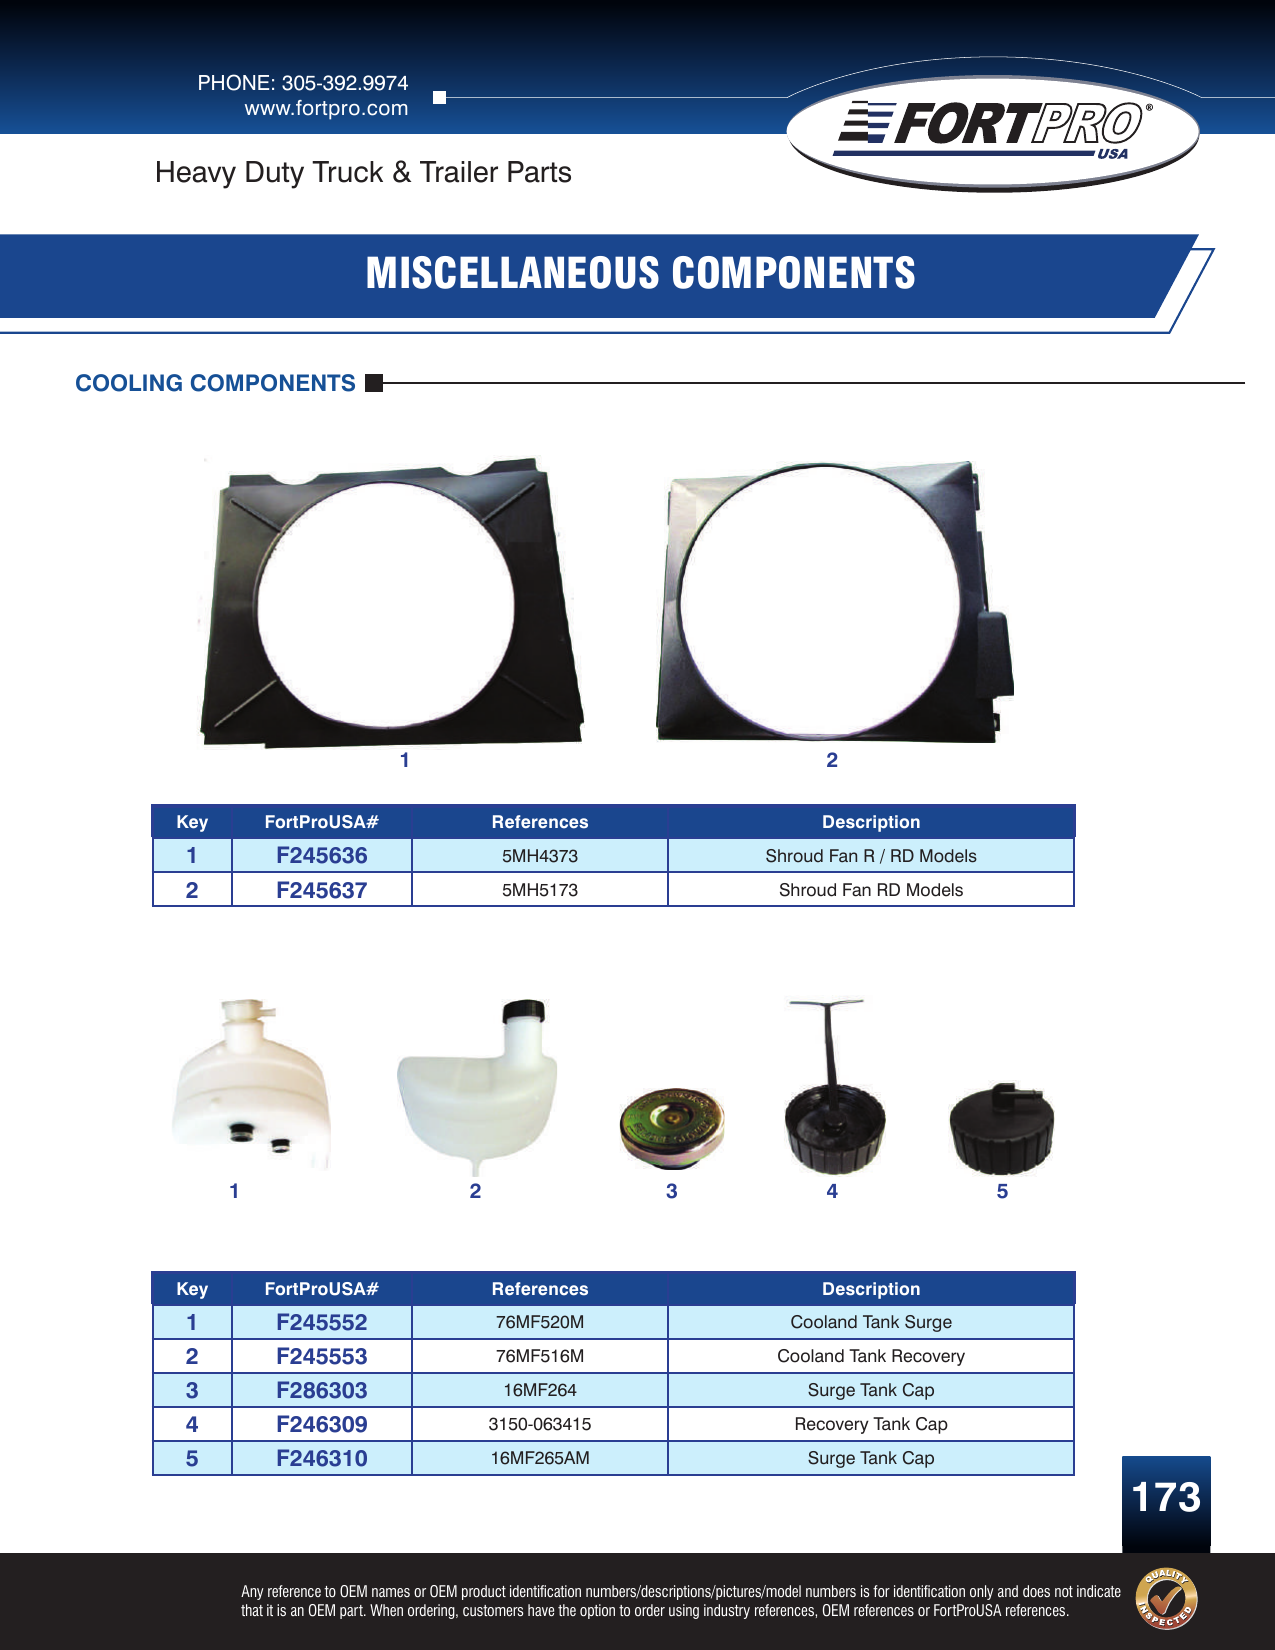 PHONE: 305-392.9974
www.fortpro.com
FORTPRO®
USA
Heavy Duty Truck & Trailer Parts
MISCELLANEOUS COMPONENTS
COOLING COMPONENTS
1 2
Key FortProUSA# References Description
1 F245636 5MH4373 Shroud Fan R / RD Models
2 F245637 5MH5173 Shroud Fan RD Models
1 2 3 4 5
Key FortProUSA# References Description
1 F245552 76MF520M Cooland Tank Surge
2 F245553 76MF516M Cooland Tank Recovery
3 F286303 16MF264 Surge Tank Cap
4 F246309 3150-063415 Recovery Tank Cap
5 F246310 16MF265AM Surge Tank Cap
173
Any reference to OEM names or OEM product identification numbers/descriptions/pictures/model numbers is for identification only and does not indicate
that it is an OEM part. When ordering, customers have the option to order using industry references, OEM references or FortProUSA references.
QUALITY
INSPECTED